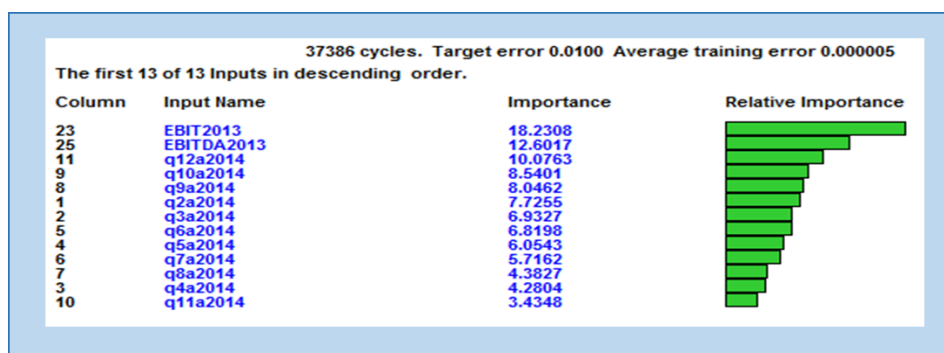 37386 cycles. Target error 0.0100 Average training error 0.000005
The first 13 of 13 Inputs in descending order.
Column Input Name Importance Relative Importance
23 EBIT2013 18.2308
25 EBITDA2013 12.6017
11 q12a2014 10.0763
9 q10a2014 8.5401
8 q9a2014 8.0462
1 q2a2014 7.7255
2 q3a2014 6.9327
5 q6a2014 6.8198
4 q5a2014 6.0543
6 q7a2014 5.7162
7 q8a2014 4.3827
3 q4a2014 4.2804
10 q11a2014 3.4348